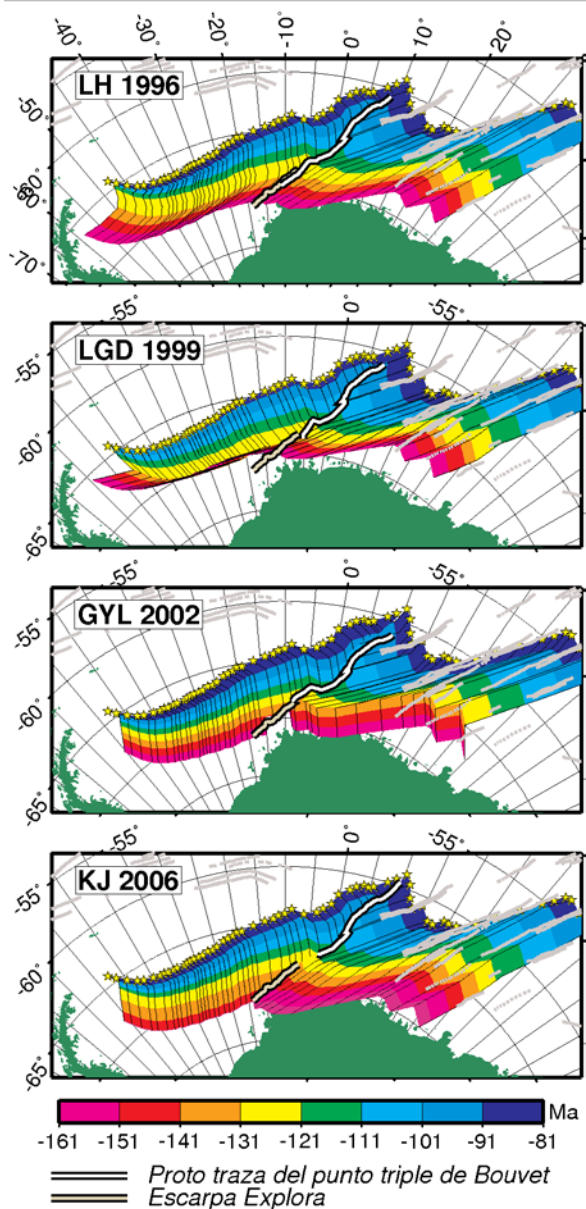 -40° -30° -20° -10° 0° 10° 20°
LH 1996
-50°
-60°
-70°
-55° 0° -55°
LGD 1999
-55°
-60°
-65°
-55° 0° -55°
GYL 2002
-55°
-60°
-65°
-55° 0° -55°
KJ 2006
-55°
-60°
-65°
Ma
-161 -151 -141 -131 -121 -111 -101 -91 -81
Proto traza del punto triple de Bouvet
Escarpa Explora